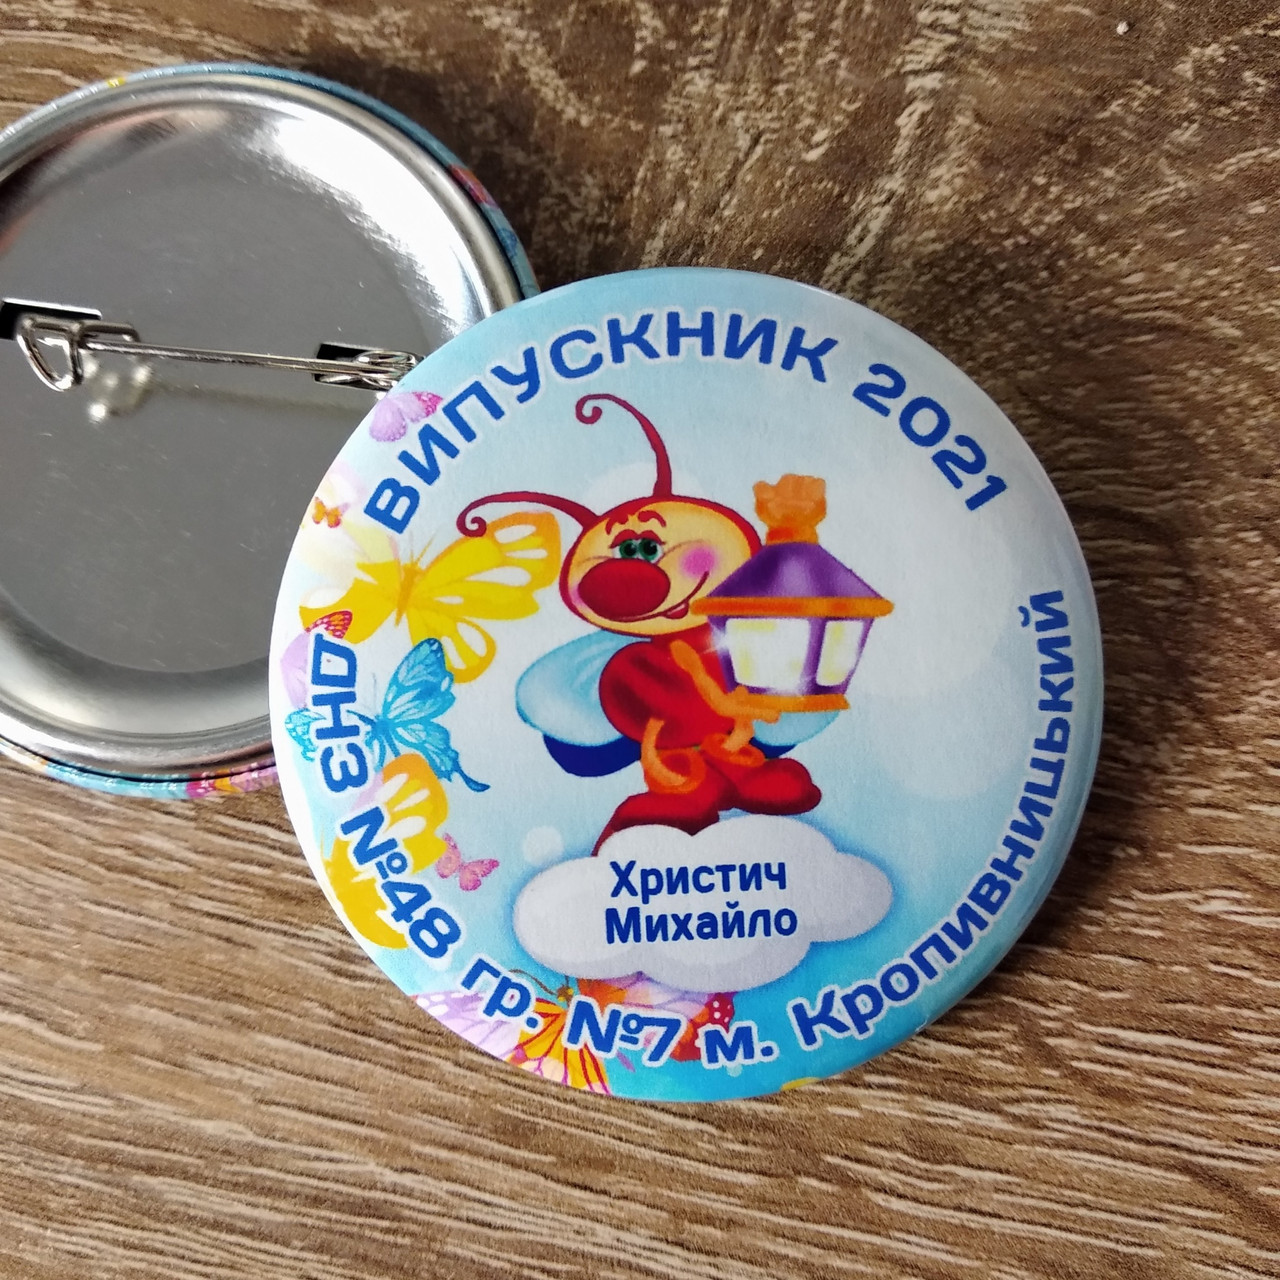 ВИПУСКНИК 2021
Христич
Михайло
ДНЗ №48 гр. №7 м. Кропивницький